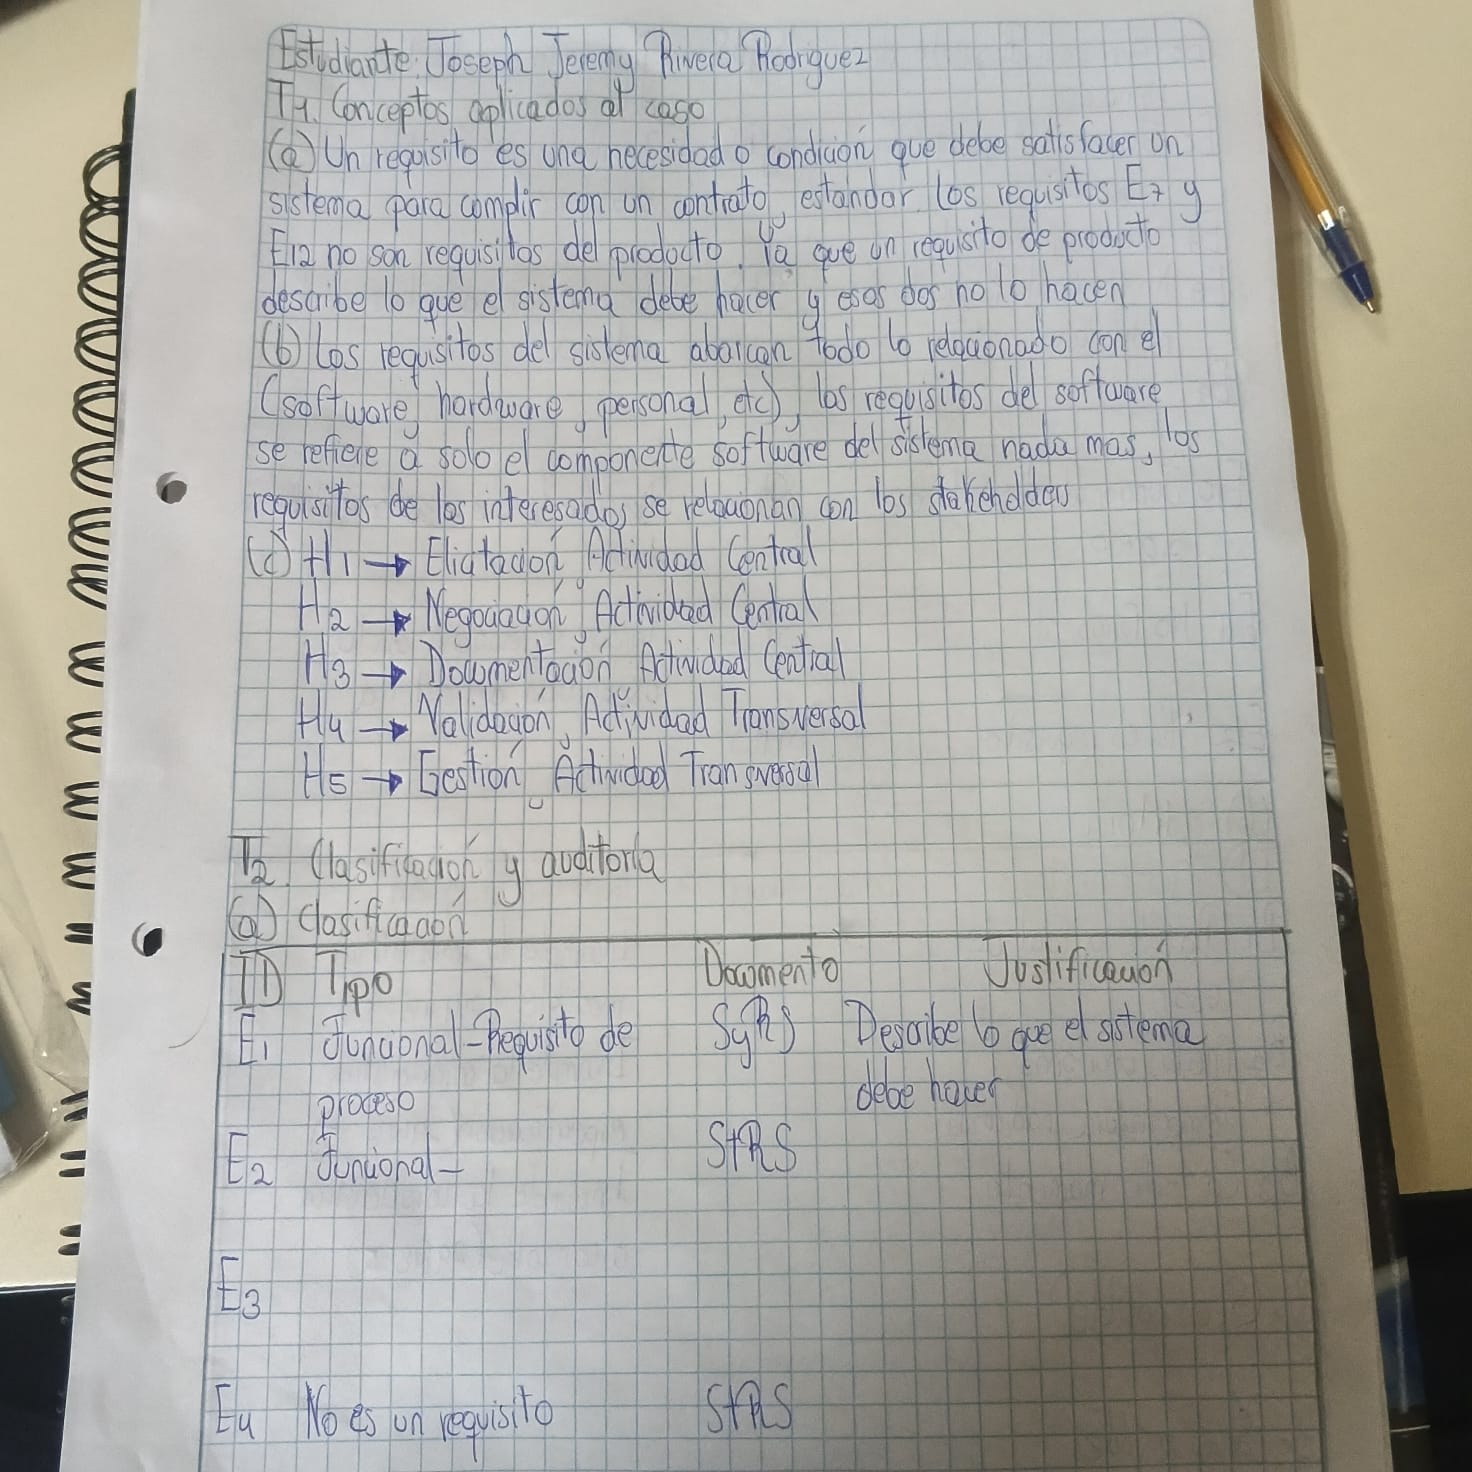 Estudiante: Joseph Jeremy Rivera Rodriguez
T1. Conceptos aplicados al caso
(a) Un requisito es una necesidad o condición que debe satisfacer un
sistema para complir con un contrato, estandar. Los requisitos E7 y
E12 no son requisitos del producto. Ya que un requisito de producto
describe lo que el sistema debe hacer y esos dos no lo hacen
(b) Los requisitos del sistema abarcan todo lo relacionado con el
(software, hardware, personal, etc), los requisitos del software
se refiere a solo el componente software del sistema nada mas, los
requisitos de los interesados se relacionan con los stakeholders
(c) H1 → Elicitación, Actividad Central
H2 → Negociación, Actividad Central
H3 → Documentación Actividad Central
H4 → Validación, Actividad Transversal
H5 → Gestión, Actividad Transversal
T2. Clasificación y auditoría
(a) Clasificación
ID Tipo Documento Justificación
E1 Funcional-Requisito de SyRS Describe lo que el sistema
proceso debe hacer
E2 Funcional- StRS
E3
E4 No es un requisito StRS